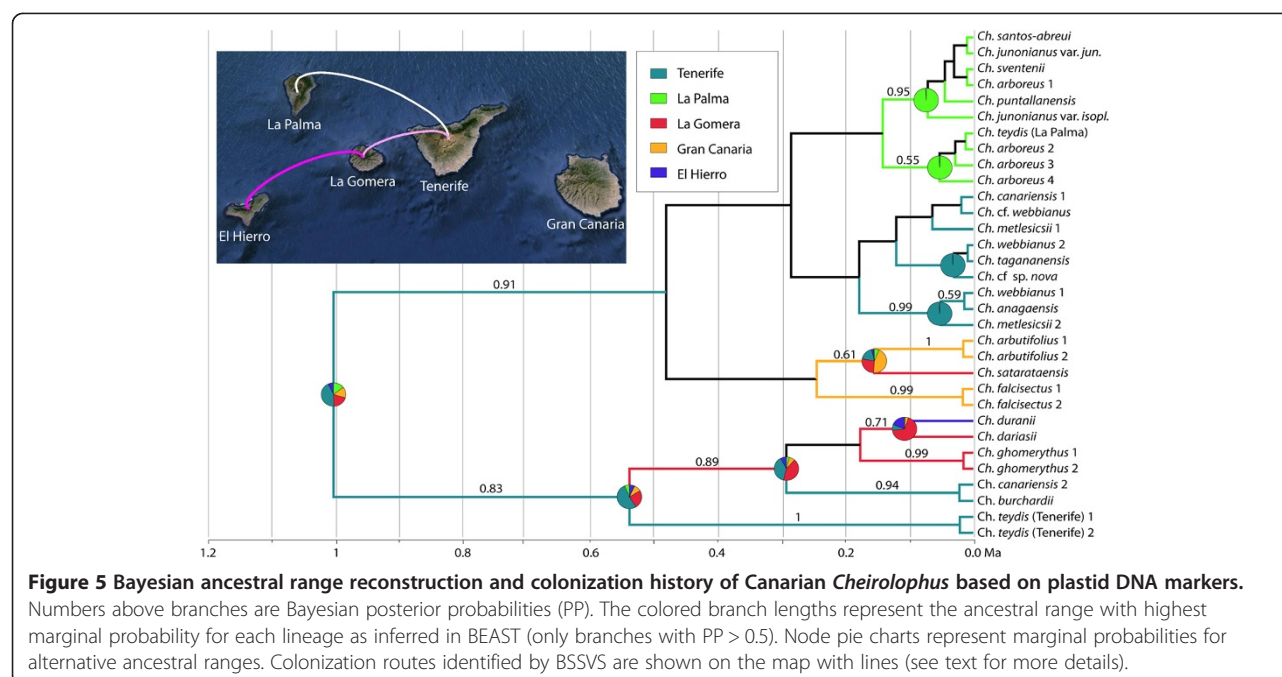 La Palma
La Gomera
Tenerife
El Hierro
Gran Canaria
Tenerife
La Palma
La Gomera
Gran Canaria
El Hierro
Ch. santos-abreui
Ch. junonianus var. jun.
Ch. sventenii
Ch. arboreus 1
Ch. puntallanensis
Ch. junonianus var. isopl.
Ch. teydis (La Palma)
Ch. arboreus 2
Ch. arboreus 3
Ch. arboreus 4
Ch. canariensis 1
Ch. cf. webbianus
Ch. metlesicsii 1
Ch. webbianus 2
Ch. tagananensis
Ch. cf sp. nova
Ch. webbianus 1
Ch. anagaensis
Ch. metlesicsii 2
Ch. arbutifolius 1
Ch. arbutifolius 2
Ch. satarataensis
Ch. falcisectus 1
Ch. falcisectus 2
Ch. duranii
Ch. dariasii
Ch. ghomerythus 1
Ch. ghomerythus 2
Ch. canariensis 2
Ch. burchardii
Ch. teydis (Tenerife) 1
Ch. teydis (Tenerife) 2
0.95
0.55
0.59
0.99
0.91
1
0.61
0.99
0.71
0.99
0.89
0.94
0.83
1
1.2 1 0.8 0.6 0.4 0.2 0.0 Ma
Figure 5 Bayesian ancestral range reconstruction and colonization history of Canarian Cheirolophus based on plastid DNA markers.
Numbers above branches are Bayesian posterior probabilities (PP). The colored branch lengths represent the ancestral range with highest
marginal probability for each lineage as inferred in BEAST (only branches with PP > 0.5). Node pie charts represent marginal probabilities for
alternative ancestral ranges. Colonization routes identified by BSSVS are shown on the map with lines (see text for more details).